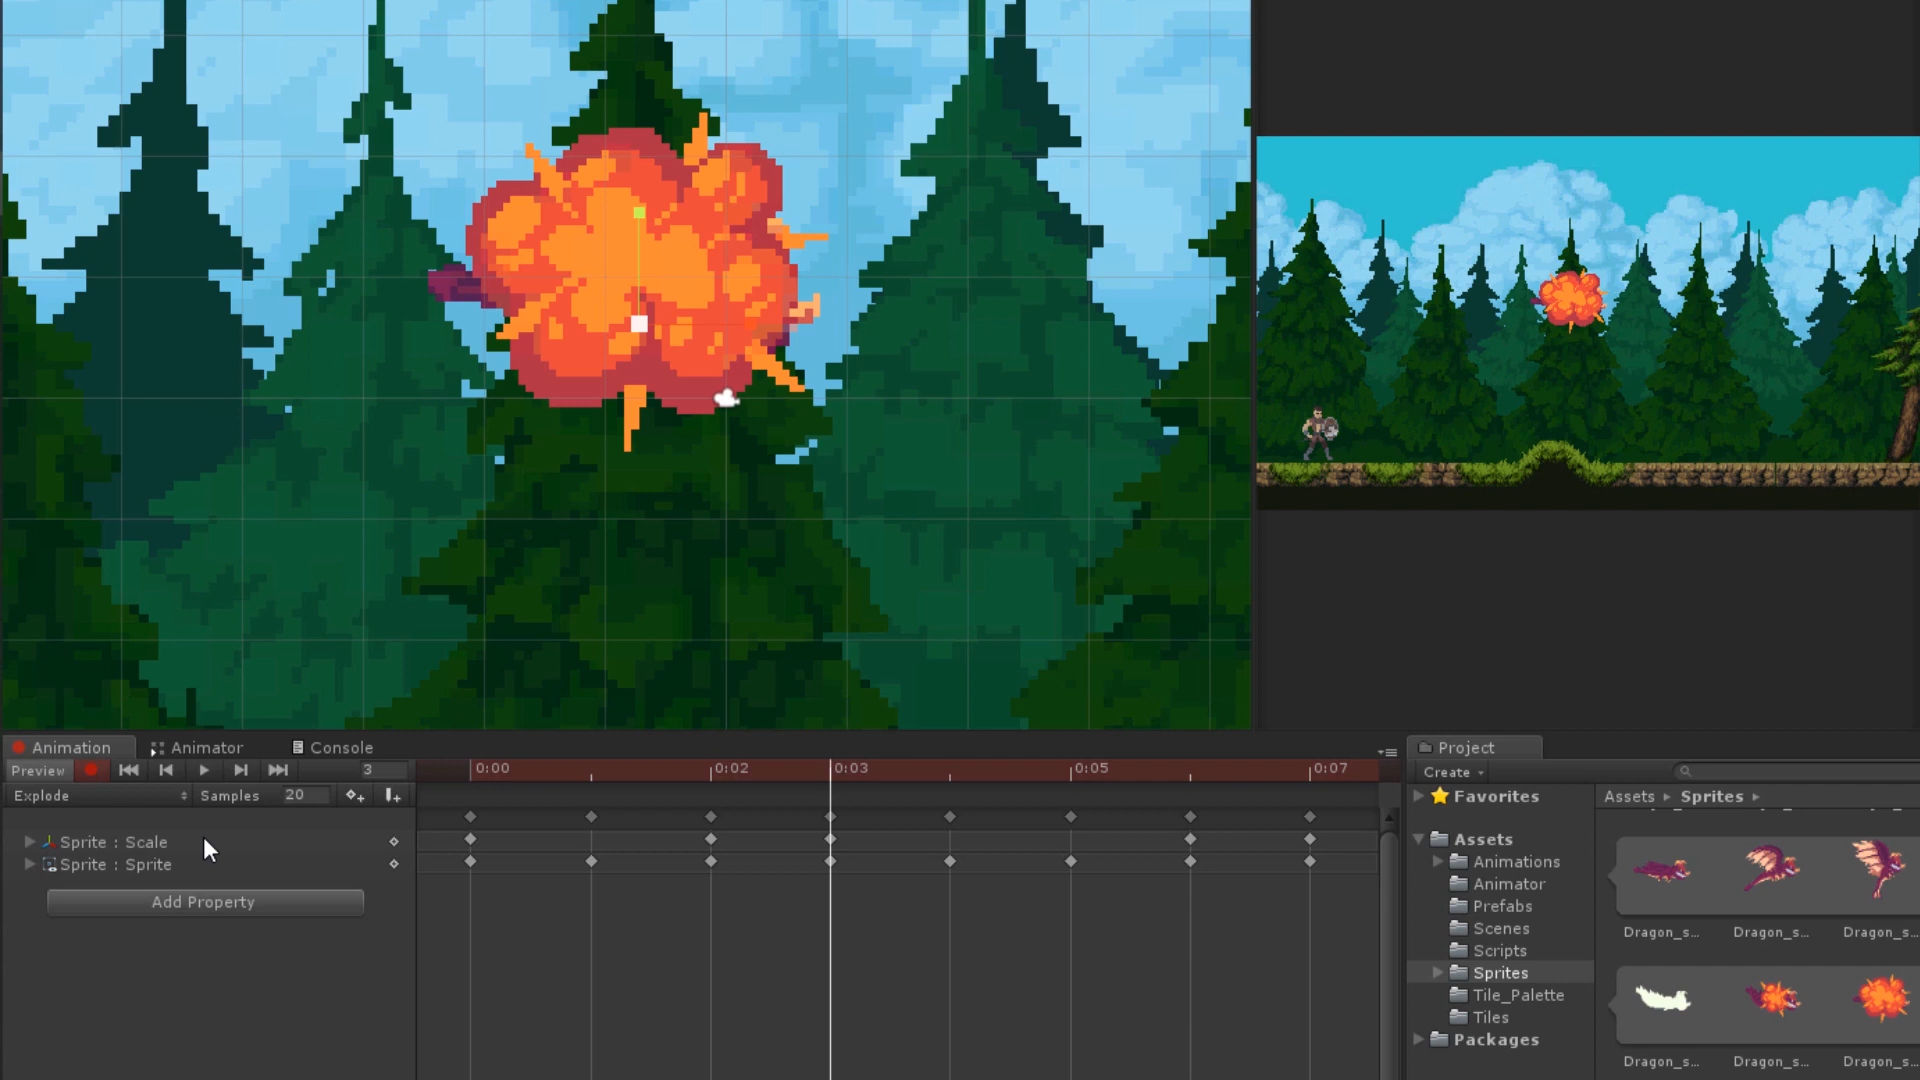 Animation Animator Console
Preview 3 0:00 0:02 0:03 0:05 0:07
Explode Samples 20
Sprite : Scale
Sprite : Sprite
Add Property
Project
Create
Favorites
Assets
Animations
Animator
Prefabs
Scenes
Scripts
Sprites
Tile_Palette
Tiles
Packages
Assets Sprites
Dragon_s... Dragon_s... Dragon_s...
Dragon_s... Dragon_s... Dragon_s...